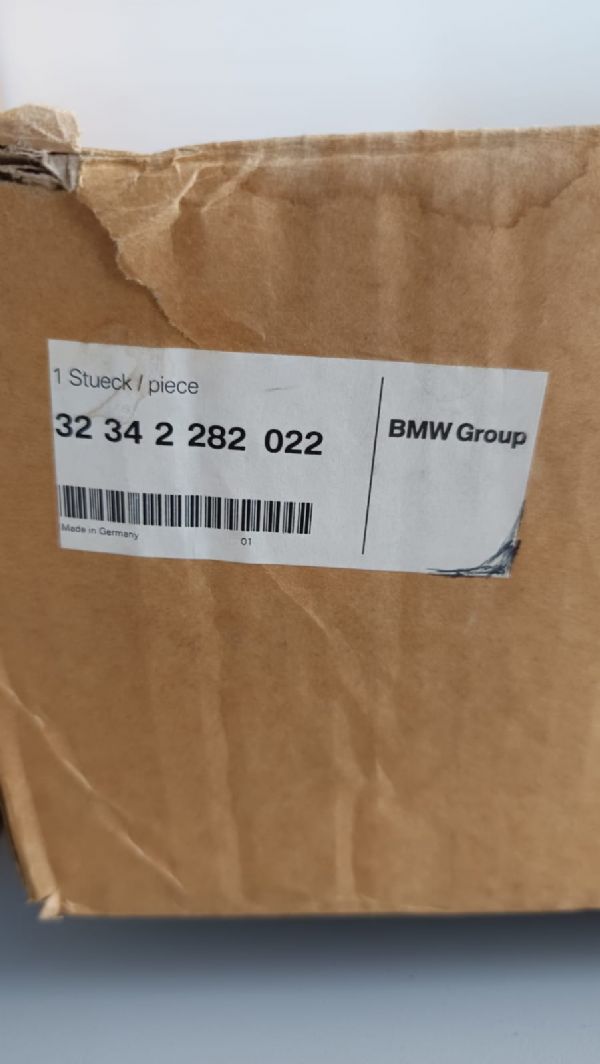 1 Stueck / piece
32 34 2 282 022
BMW Group
Made in Germany
01